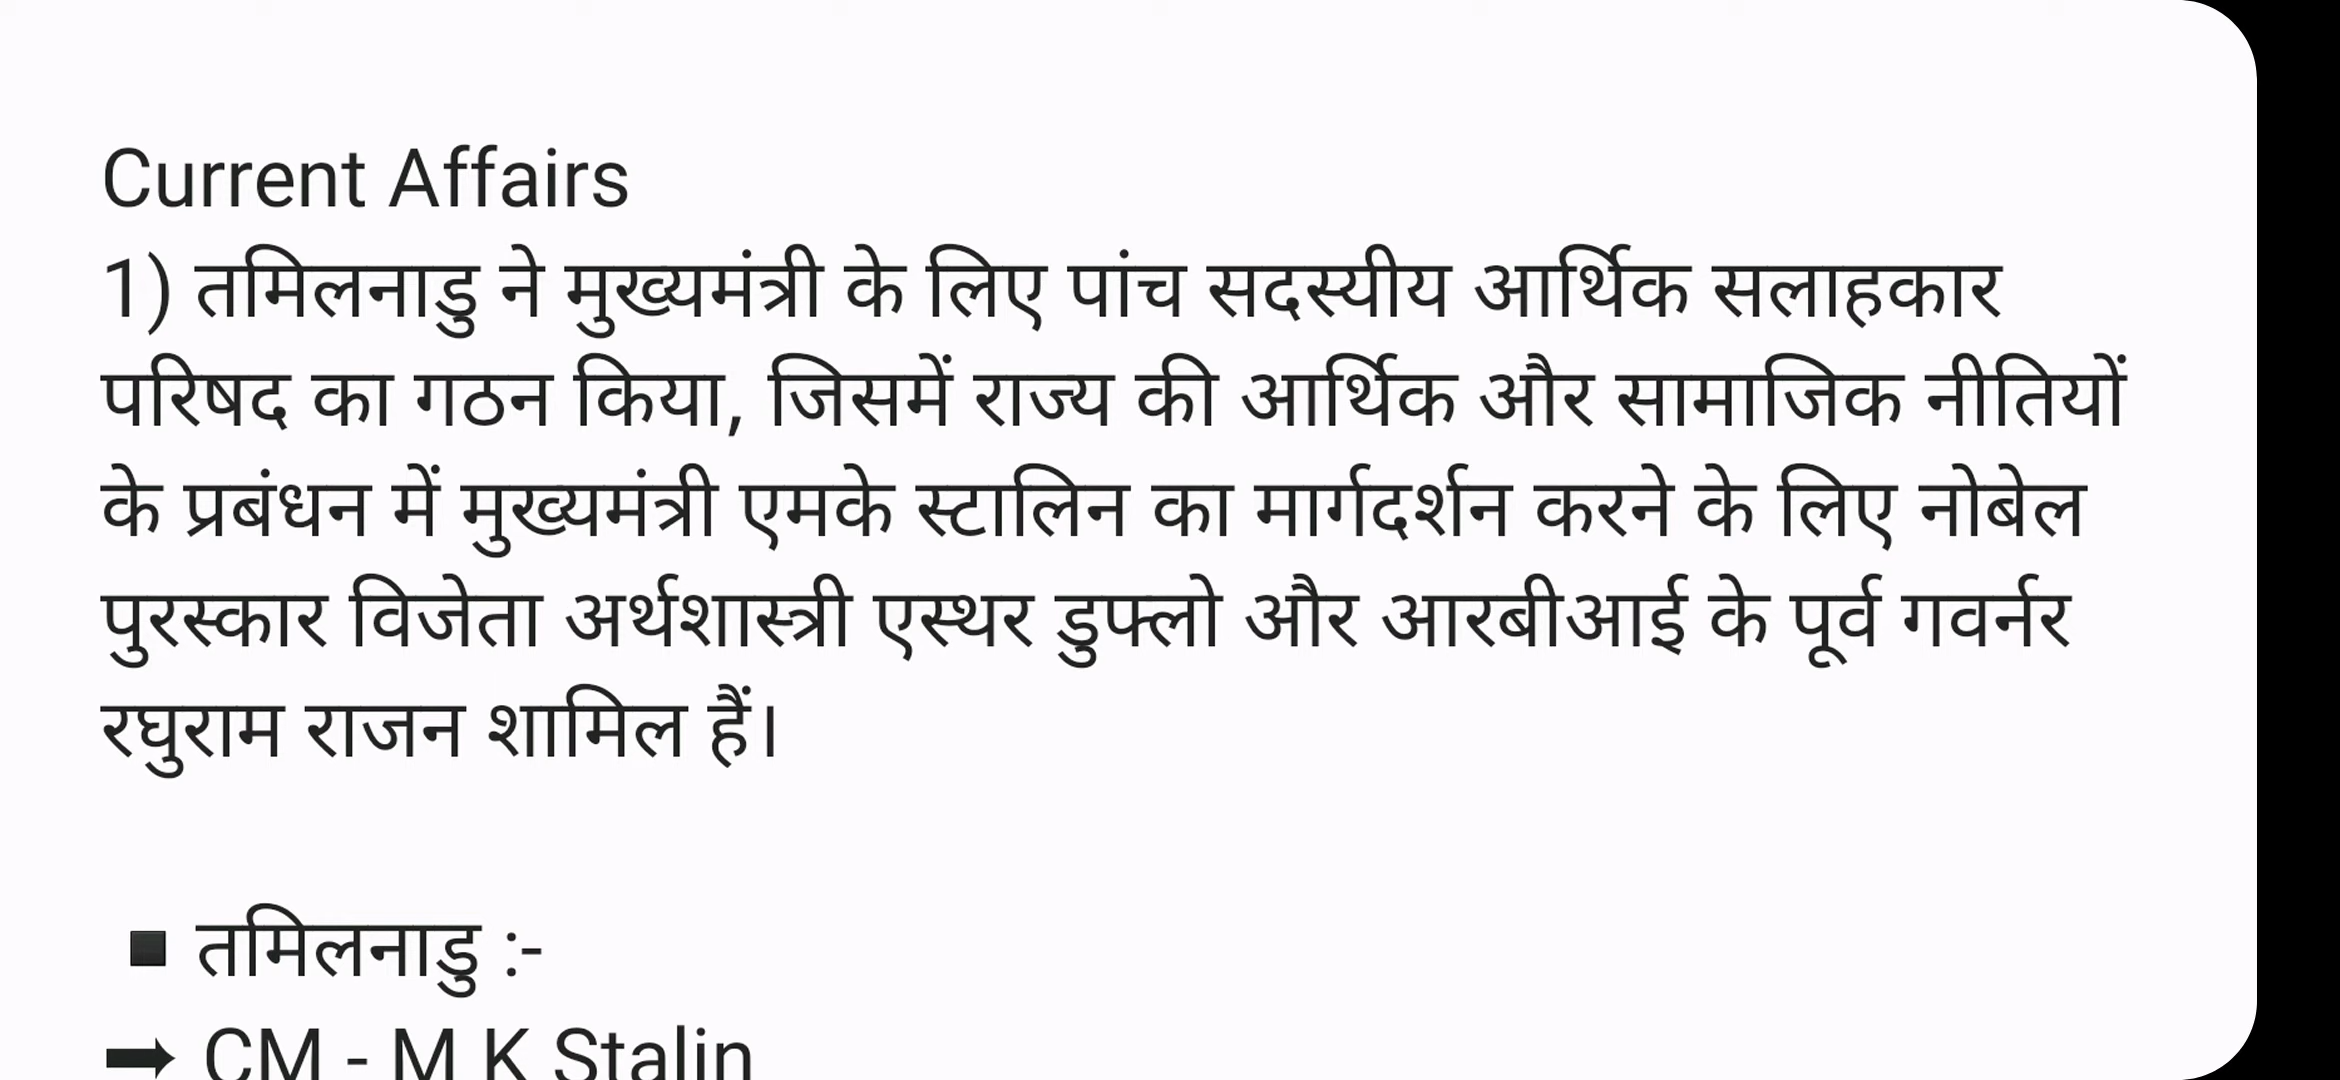 Current Affairs
1) तमिलनाडु ने मुख्यमंत्री के लिए पांच सदस्यीय आर्थिक सलाहकार
परिषद का गठन किया, जिसमें राज्य की आर्थिक और सामाजिक नीतियों
के प्रबंधन में मुख्यमंत्री एमके स्टालिन का मार्गदर्शन करने के लिए नोबेल
पुरस्कार विजेता अर्थशास्त्री एस्थर डुफ्लो और आरबीआई के पूर्व गवर्नर
रघुराम राजन शामिल हैं।
◾ तमिलनाडु :-
➡ CM - M K Stalin